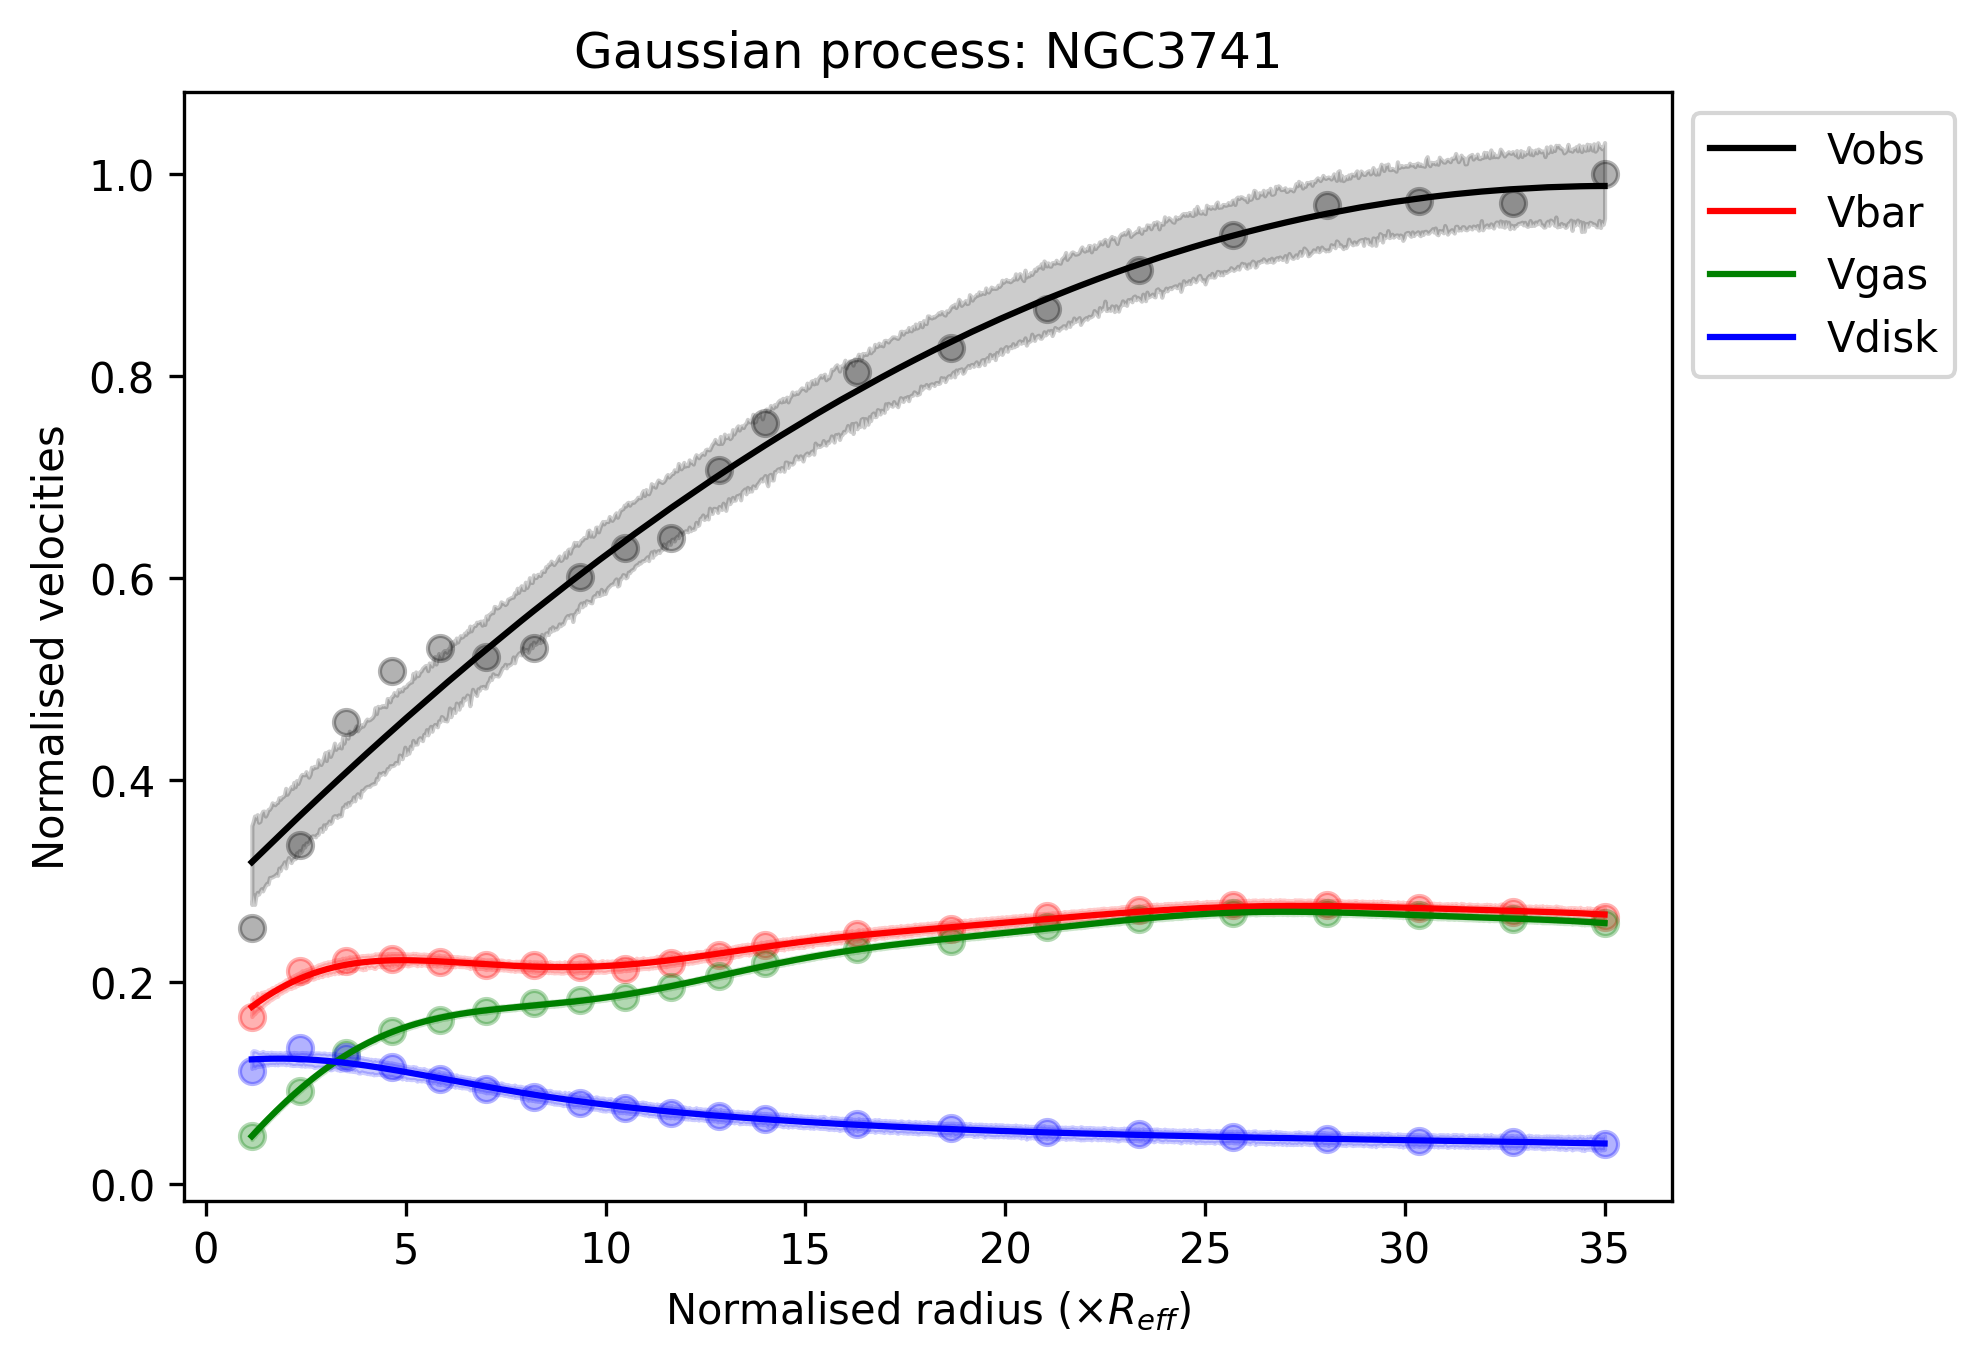 Gaussian process: NGC3741
Normalised velocities
1.0
0.8
0.6
0.4
0.2
0.0
0 5 10 15 20 25 30 35
Normalised radius (×R_eff)
Vobs
Vbar
Vgas
Vdisk